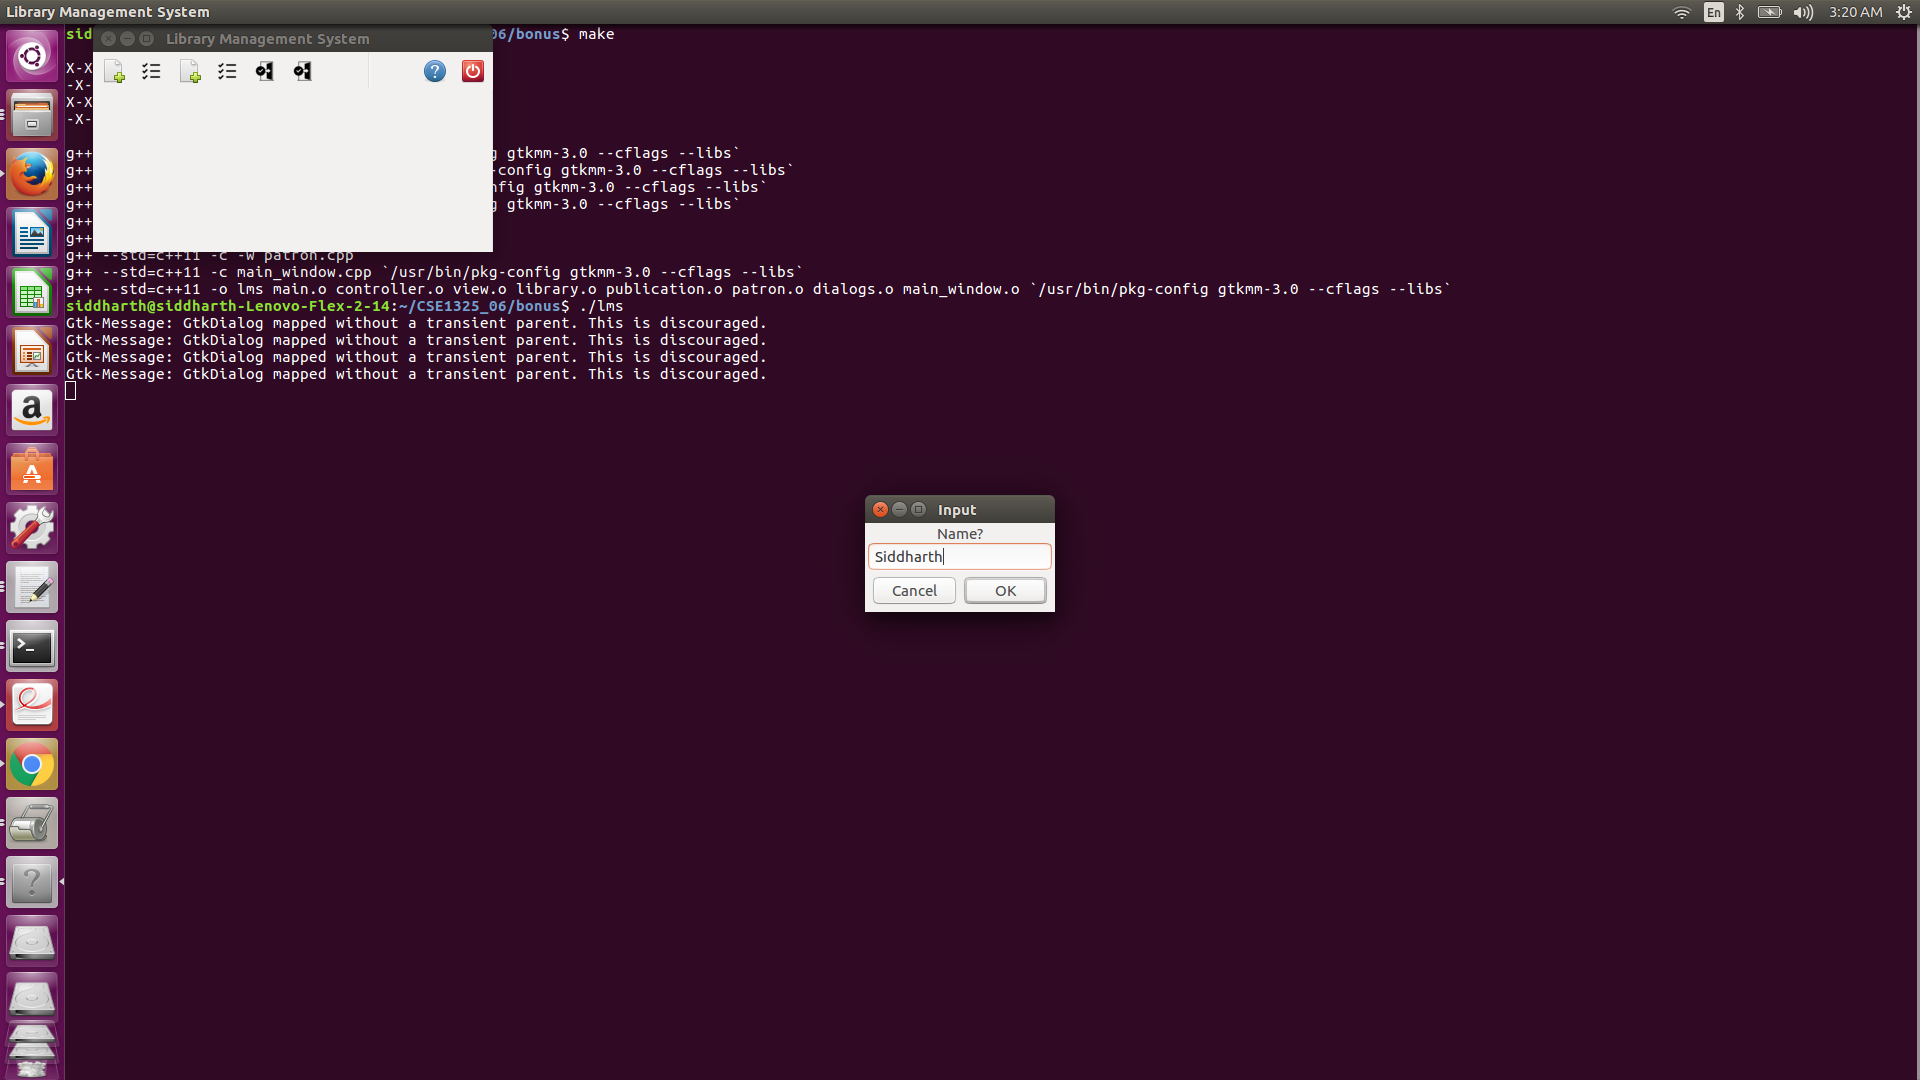 Library Management System
En
3:20 AM
sid
06/bonus$ make
Library Management System
X-X
-X-
X-X
-X-
g++
gtkmm-3.0 --cflags --libs`
g++
-config gtkmm-3.0 --cflags --libs`
g++
nfig gtkmm-3.0 --cflags --libs`
g++
gtkmm-3.0 --cflags --libs`
g++
g++
g++ --std=c++11 -c -w patron.cpp
g++ --std=c++11 -c main_window.cpp `/usr/bin/pkg-config gtkmm-3.0 --cflags --libs`
g++ --std=c++11 -o lms main.o controller.o view.o library.o publication.o patron.o dialogs.o main_window.o `/usr/bin/pkg-config gtkmm-3.0 --cflags --libs`
siddharth@siddharth-Lenovo-Flex-2-14:~/CSE1325_06/bonus$ ./lms
Gtk-Message: GtkDialog mapped without a transient parent. This is discouraged.
Gtk-Message: GtkDialog mapped without a transient parent. This is discouraged.
Gtk-Message: GtkDialog mapped without a transient parent. This is discouraged.
Gtk-Message: GtkDialog mapped without a transient parent. This is discouraged.
Input
Name?
Siddharth
Cancel
OK